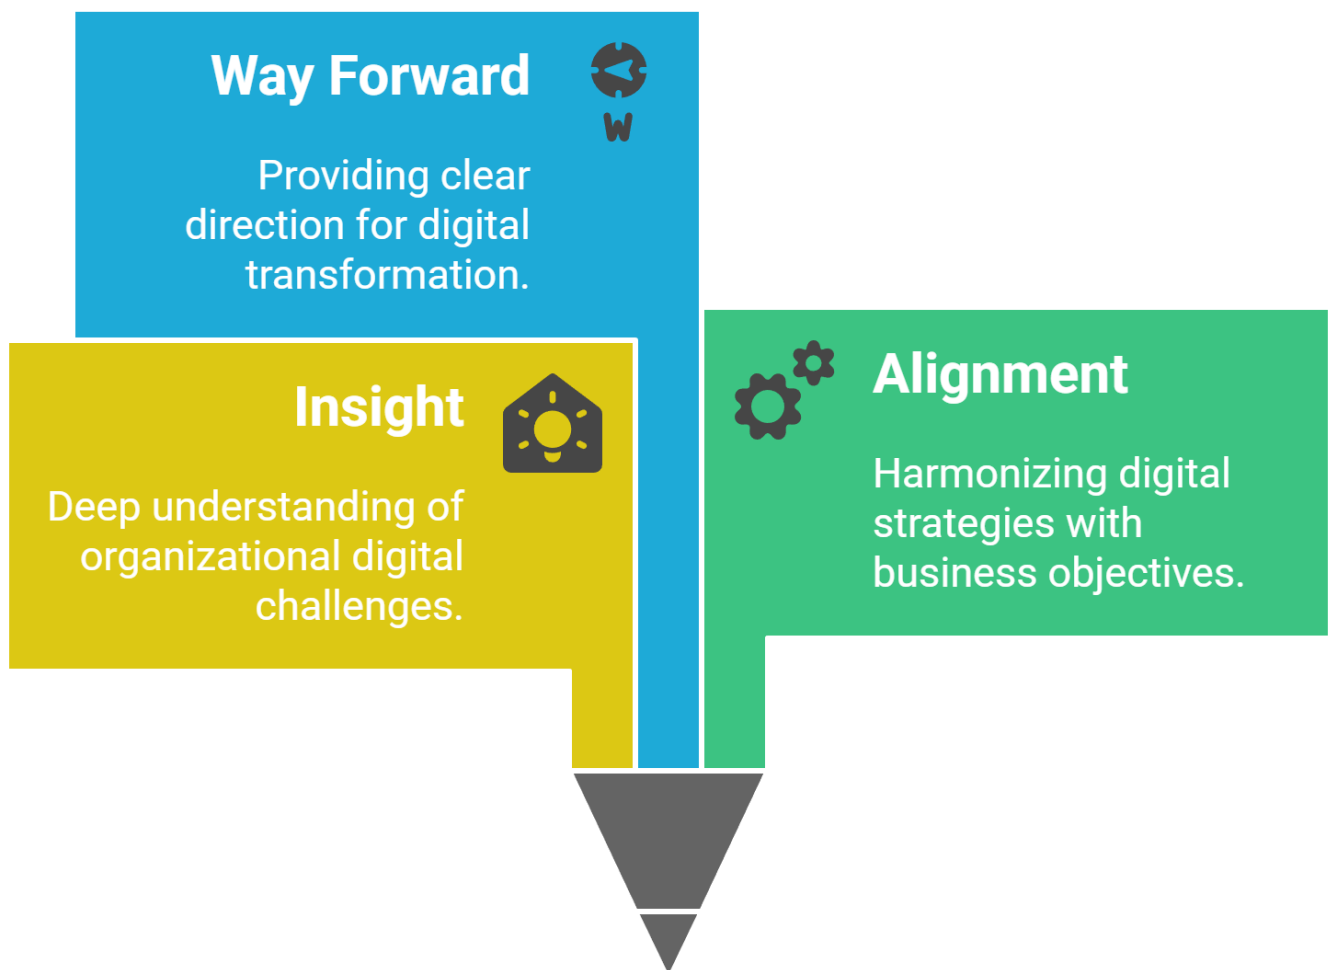 Way Forward
W
Providing clear
direction for digital
transformation.
Insight
Deep understanding of
organizational digital
challenges.
Alignment
Harmonizing digital
strategies with
business objectives.